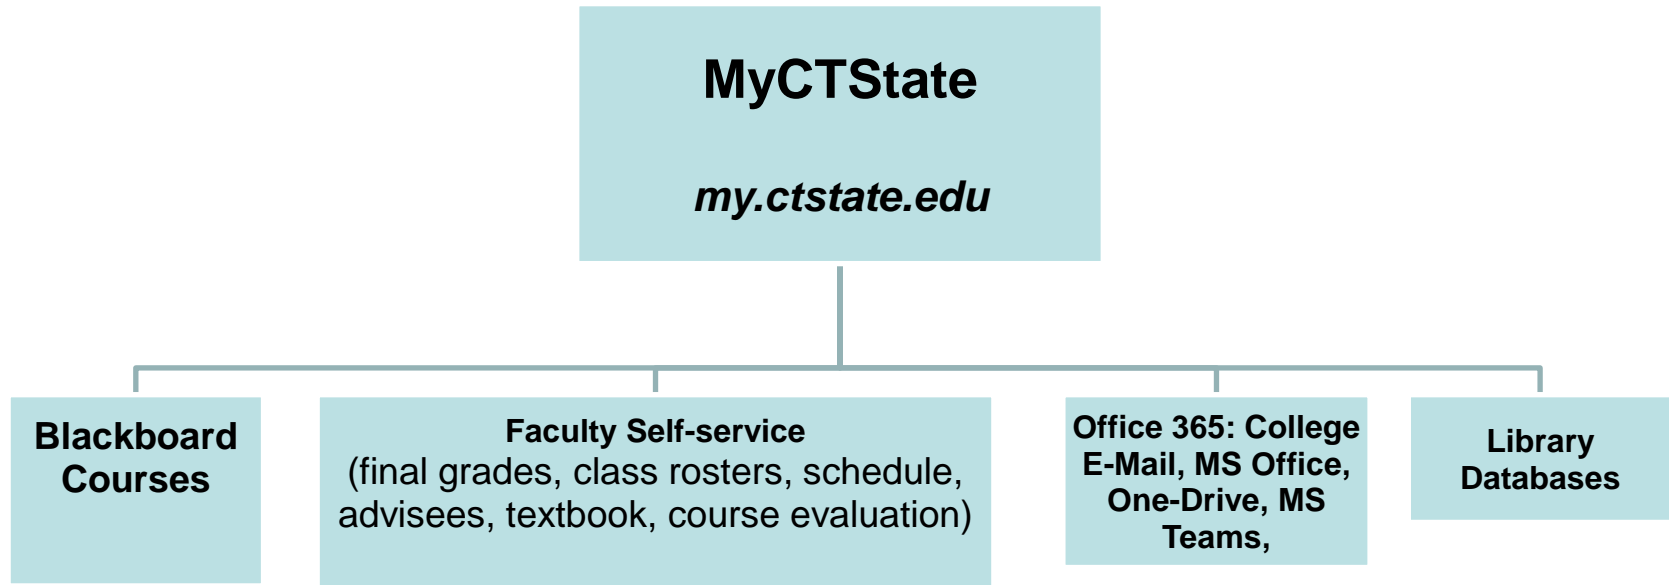 MyCTState
my.ctstate.edu
Blackboard
Courses
Faculty Self-service
(final grades, class rosters, schedule,
advisees, textbook, course evaluation)
Office 365: College
E-Mail, MS Office,
One-Drive, MS
Teams,
Library
Databases